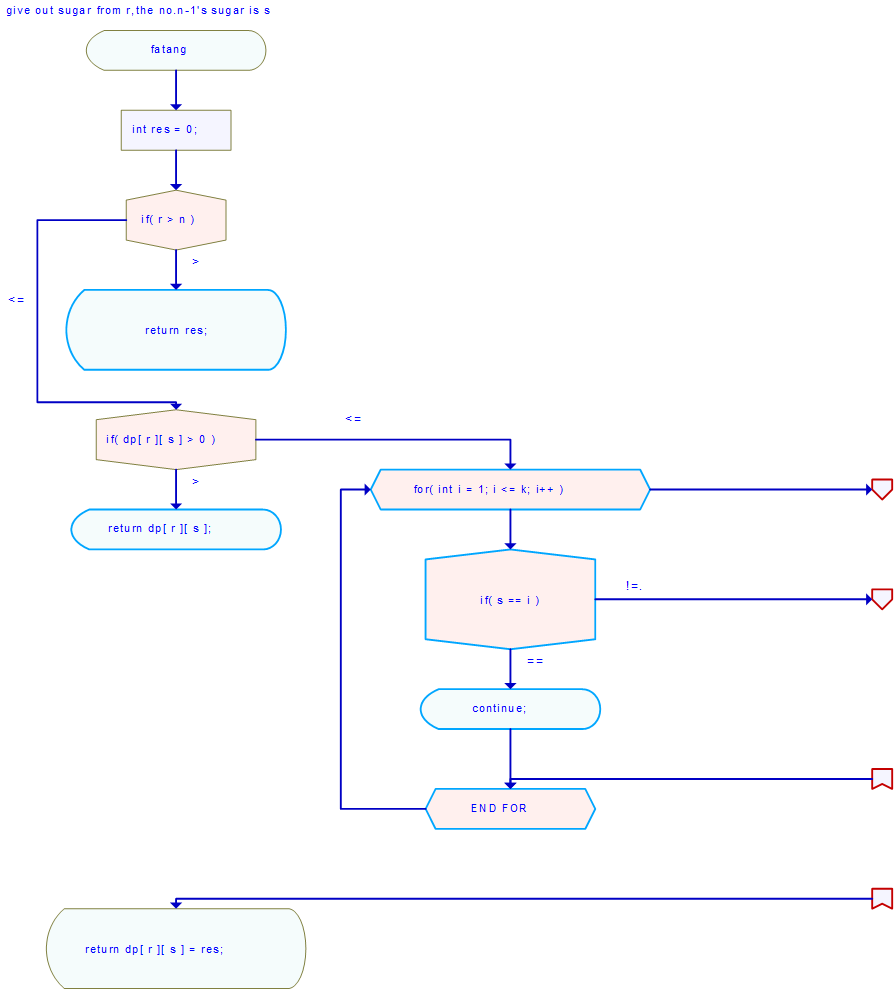 give out sugar from r,the no.n-1's sugar is s
fatang
int res = 0;
if( r > n )
>
<=
return res;
<=
if( dp[ r ][ s ] > 0 )
>
for( int i = 1; i <= k; i++ )
return dp[ r ][ s ];
!=.
if( s == i )
==
continue;
END FOR
return dp[ r ][ s ] = res;